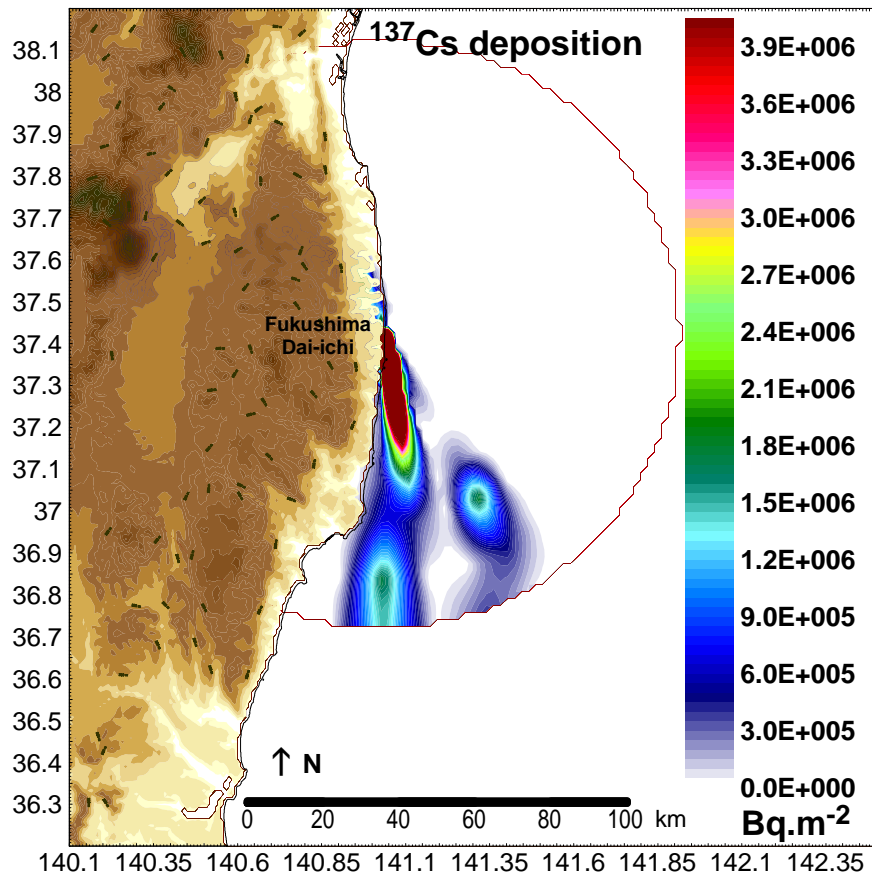 137Cs deposition
38.1
38
37.9
37.8
37.7
37.6
37.5
37.4
37.3
37.2
37.1
37
36.9
36.8
36.7
36.6
36.5
36.4
36.3
Fukushima
Dai-ichi
↑ N
0 20 40 60 80 100 km
140.1 140.35 140.6 140.85 141.1 141.35 141.6 141.85 142.1 142.35
3.9E+006
3.6E+006
3.3E+006
3.0E+006
2.7E+006
2.4E+006
2.1E+006
1.8E+006
1.5E+006
1.2E+006
9.0E+005
6.0E+005
3.0E+005
0.0E+000
Bq.m-2